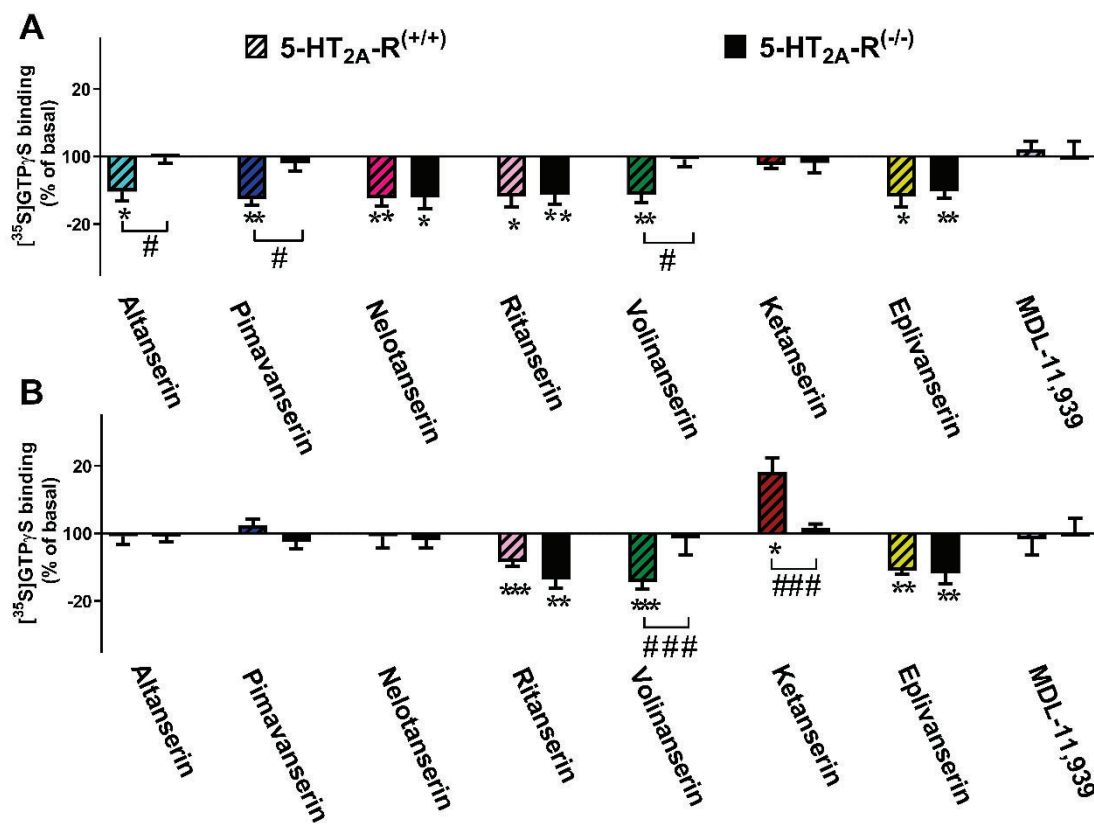 A
5-HT2A-R(+/+) 5-HT2A-R(-/-)
[35S]GTPγS binding
(% of basal)
20
100
-20
* ** ** * * ** ** * **
# # #
Altanserin Pimavanserin Nelotanserin Ritanserin Volinanserin Ketanserin Eplivanserin MDL-11,939
B
[35S]GTPγS binding
(% of basal)
20
100
-20
*** ** *** * ** **
### ###
Altanserin Pimavanserin Nelotanserin Ritanserin Volinanserin Ketanserin Eplivanserin MDL-11,939